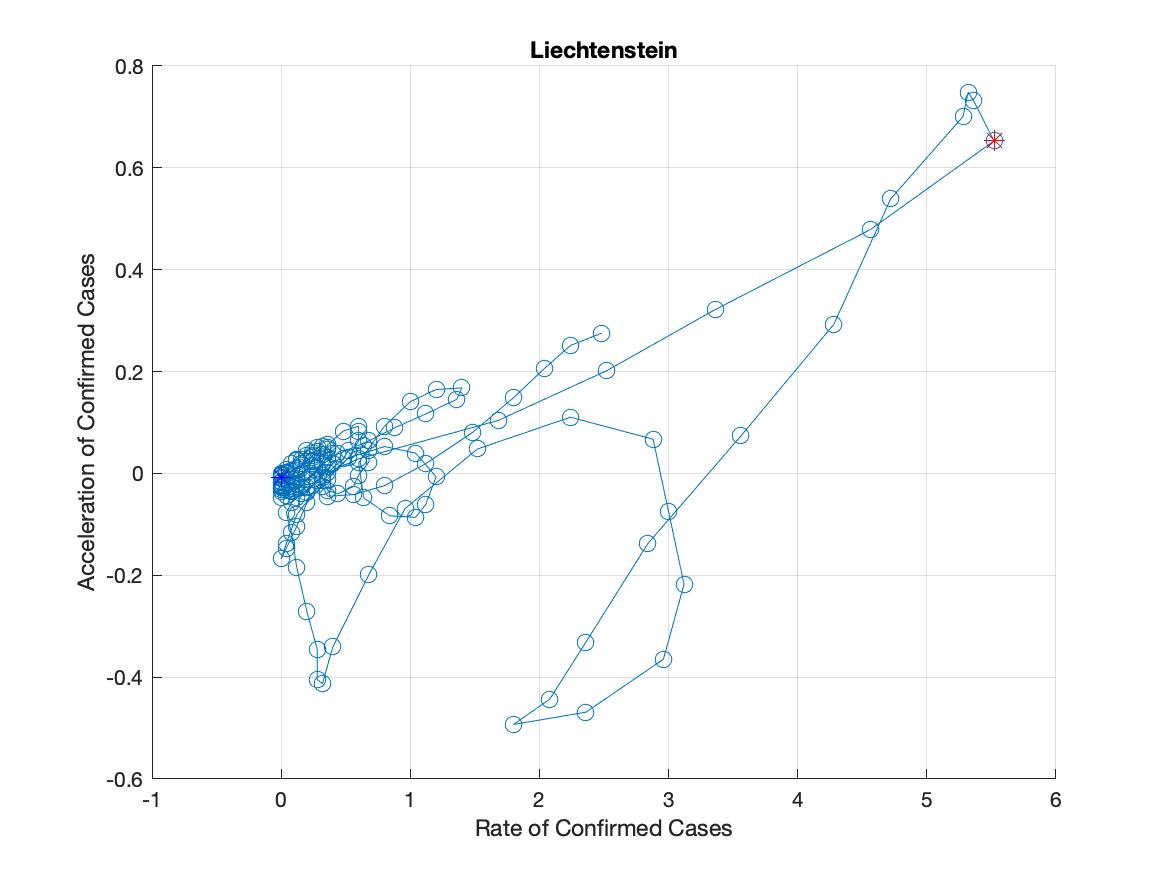 Liechtenstein
0.8
0.6
0.4
0.2
0
-0.2
-0.4
-0.6
Acceleration of Confirmed Cases
-1 0 1 2 3 4 5 6
Rate of Confirmed Cases